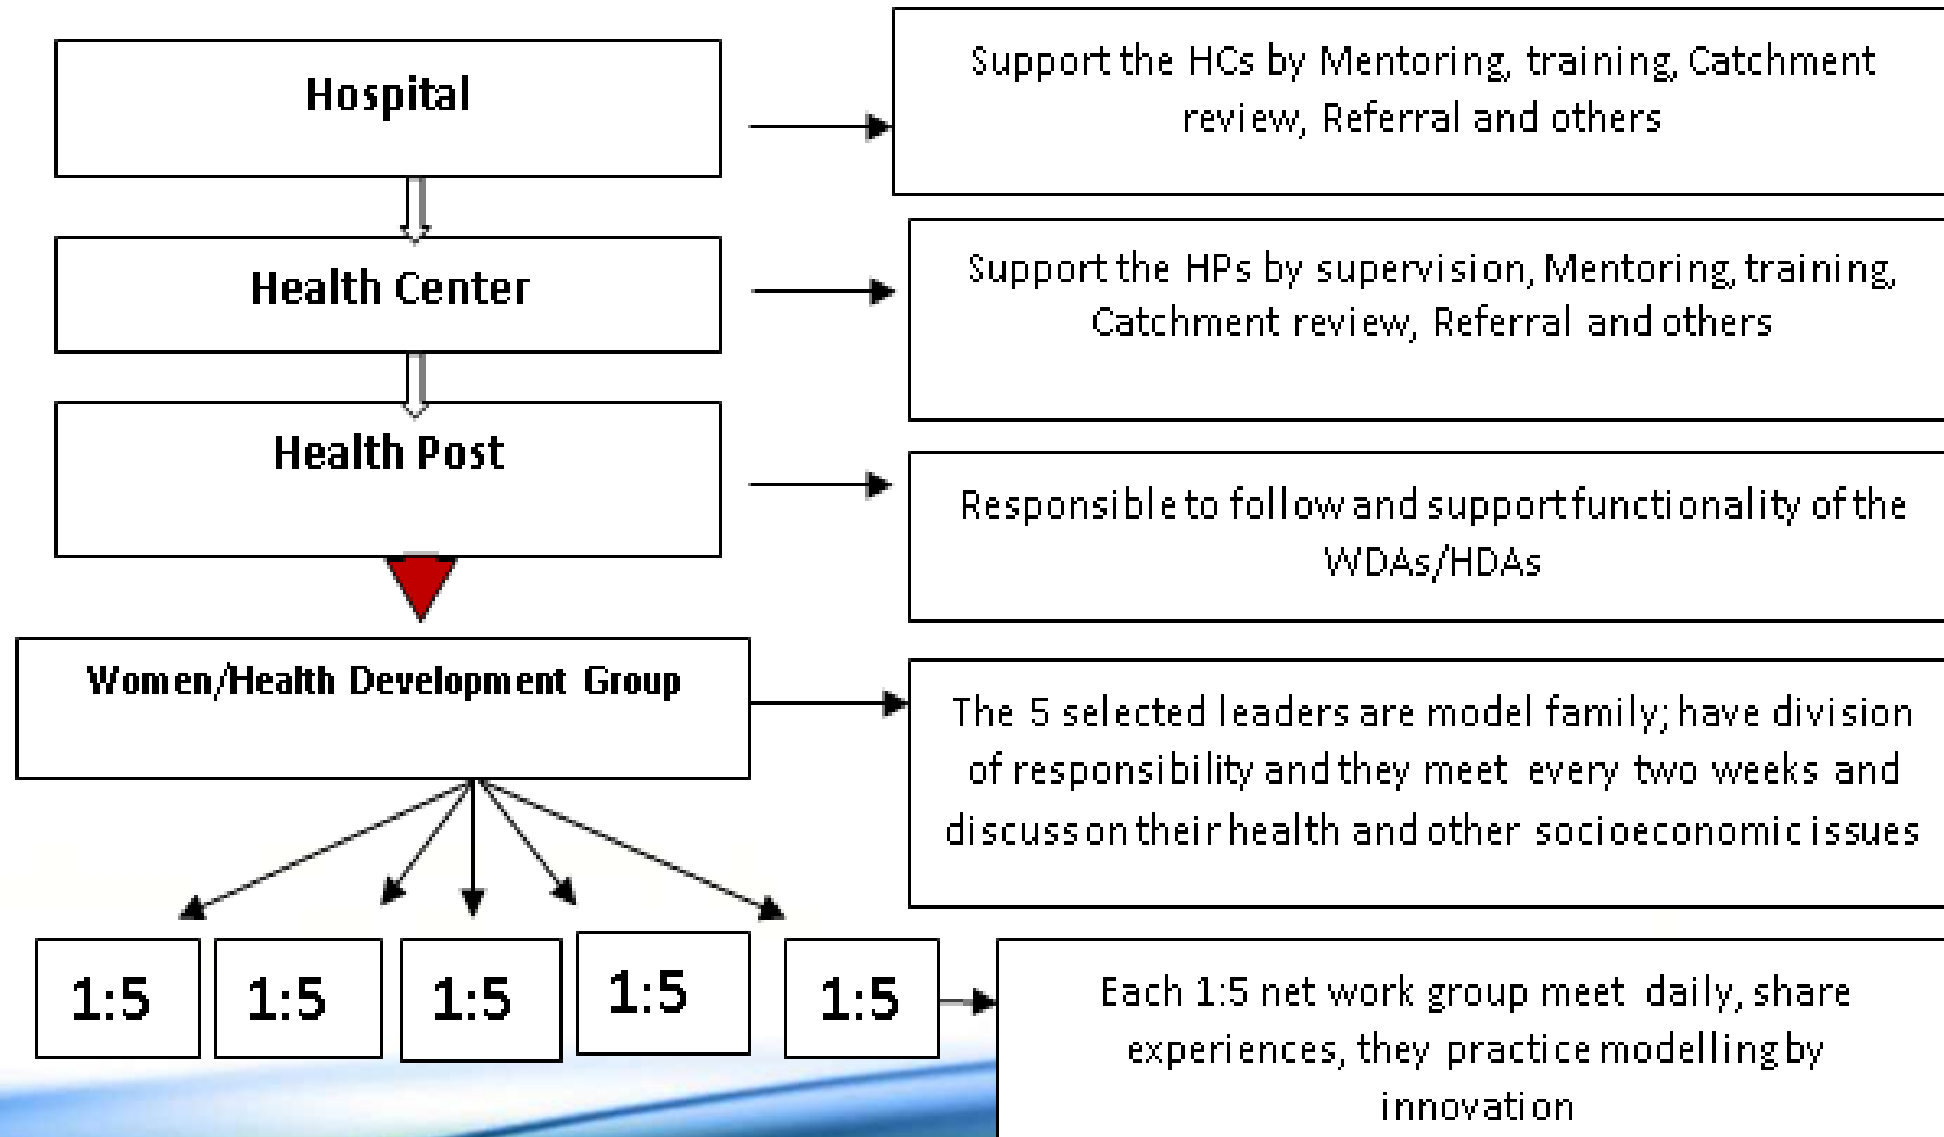 Hospital
Support the HCs by Mentoring, training, Catchment
review, Referral and others
Health Center
Support the HPs by supervision, Mentoring, training,
Catchment review, Referral and others
Health Post
Responsible to follow and support functionality of the
WDAs/HDAs
Women/Health Development Group
The 5 selected leaders are model family; have division
of responsibility and they meet every two weeks and
discuss on their health and other socioeconomic issues
1:5
1:5
1:5
1:5
1:5
Each 1:5 net work group meet daily, share
experiences, they practice modelling by
innovation